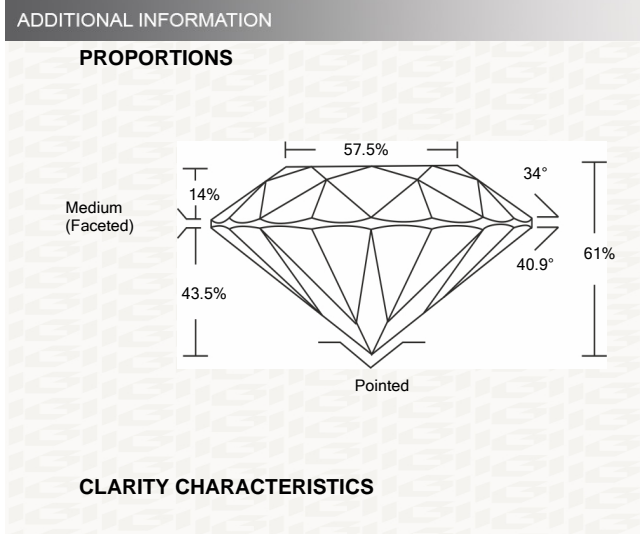 ADDITIONAL INFORMATION
PROPORTIONS
57.5%
34°
14%
Medium
(Faceted)
61%
40.9°
43.5%
Pointed
CLARITY CHARACTERISTICS